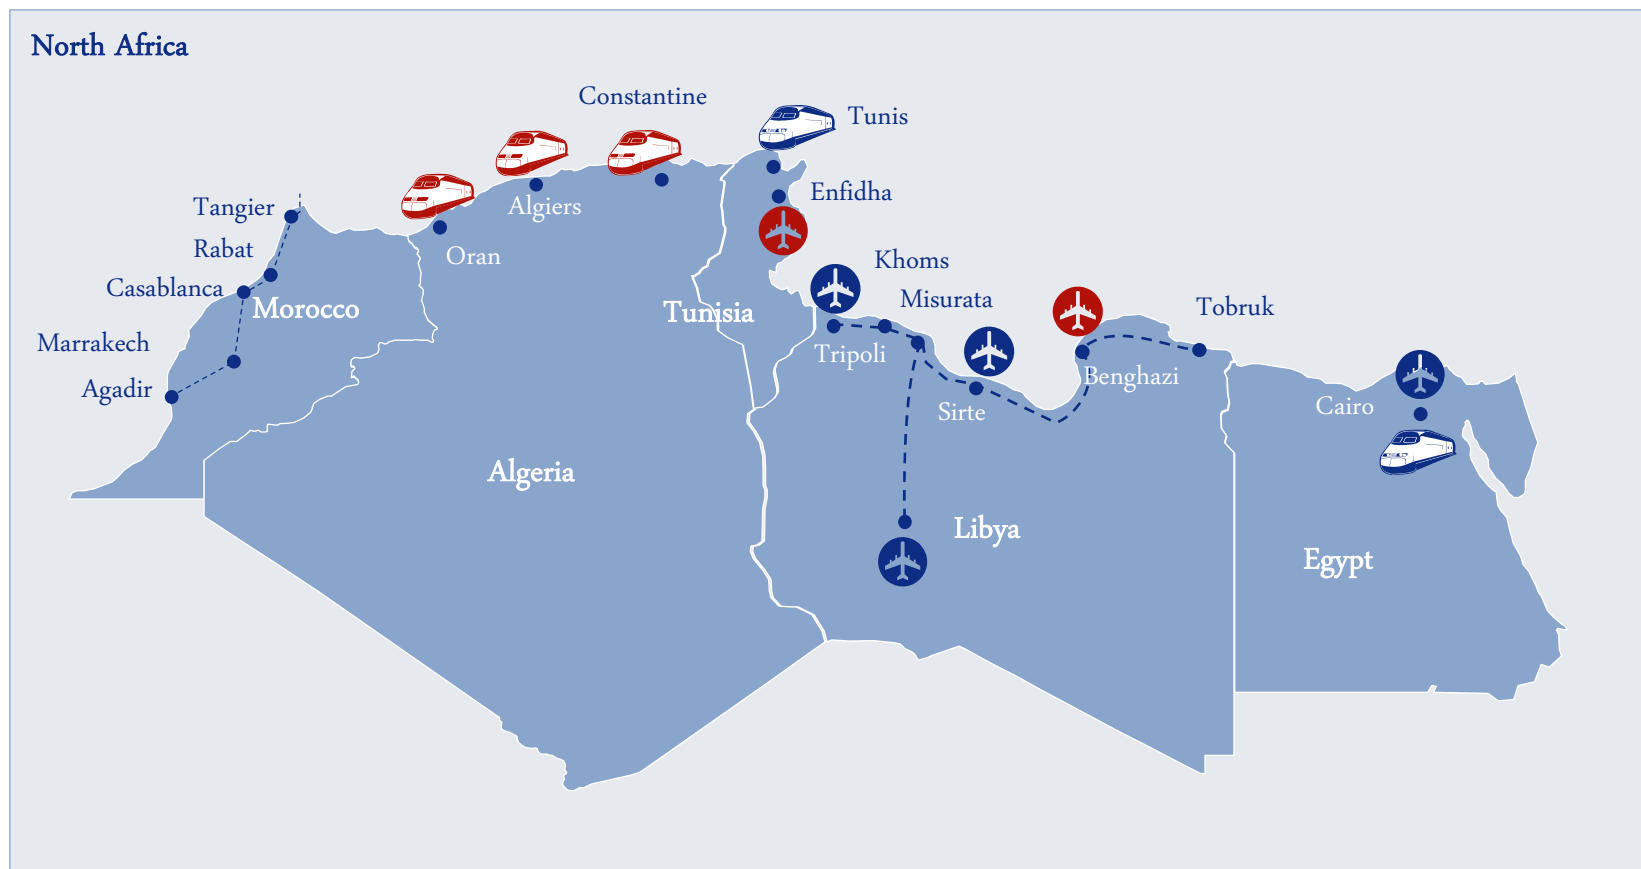 North Africa
Constantine
Tunis
Enfidha
Algiers
Tangier
Rabat
Oran
Khoms
Casablanca
Misurata
Morocco
Tunisia
Tobruk
Marrakech
Tripoli
Agadir
Benghazi
Sirte
Cairo
Algeria
Libya
Egypt